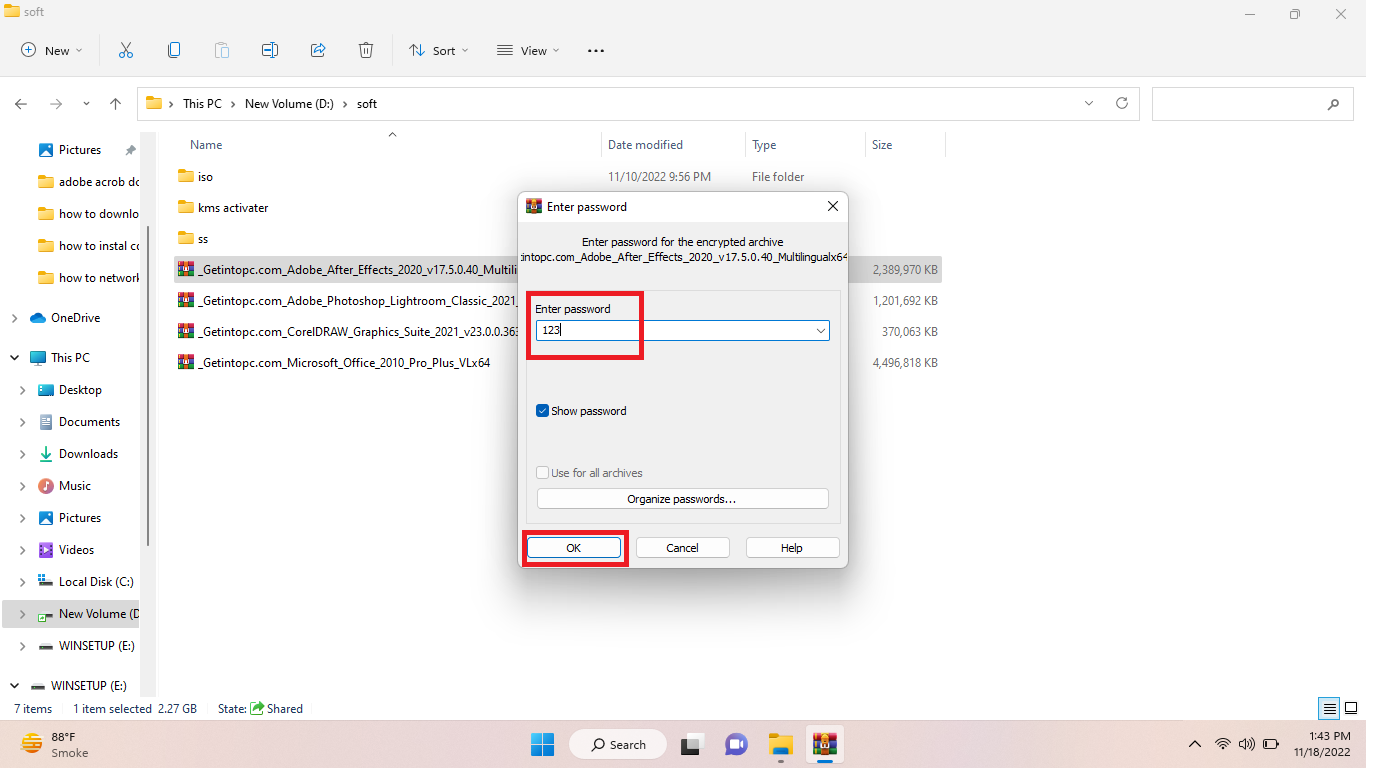 soft
New
Sort
View
This PC
New Volume (D:)
soft
Pictures
adobe acrob dc
how to downlo
how to instal cc
how to network
OneDrive
This PC
Desktop
Documents
Downloads
Music
Pictures
Videos
Local Disk (C:)
New Volume (D
WINSETUP (E:)
WINSETUP (E:)
Name
Date modified
Type
Size
iso
11/10/2022 9:56 PM
File folder
kms activater
ss
_Getintopc.com_Adobe_After_Effects_2020_v17.5.0.40_Multili
2,389,970 KB
_Getintopc.com_Adobe_Photoshop_Lightroom_Classic_2021_
1,201,692 KB
_Getintopc.com_CorelDRAW_Graphics_Suite_2021_v23.0.0.363
370,063 KB
_Getintopc.com_Microsoft_Office_2010_Pro_Plus_VLx64
4,496,818 KB
Enter password
Enter password for the encrypted archive
intopc.com_Adobe_After_Effects_2020_v17.5.0.40_Multilingualx64
Enter password
123
Show password
Use for all archives
Organize passwords...
OK
Cancel
Help
7 items
1 item selected 2.27 GB
State:
Shared
88°F
Smoke
Search
1:43 PM
11/18/2022